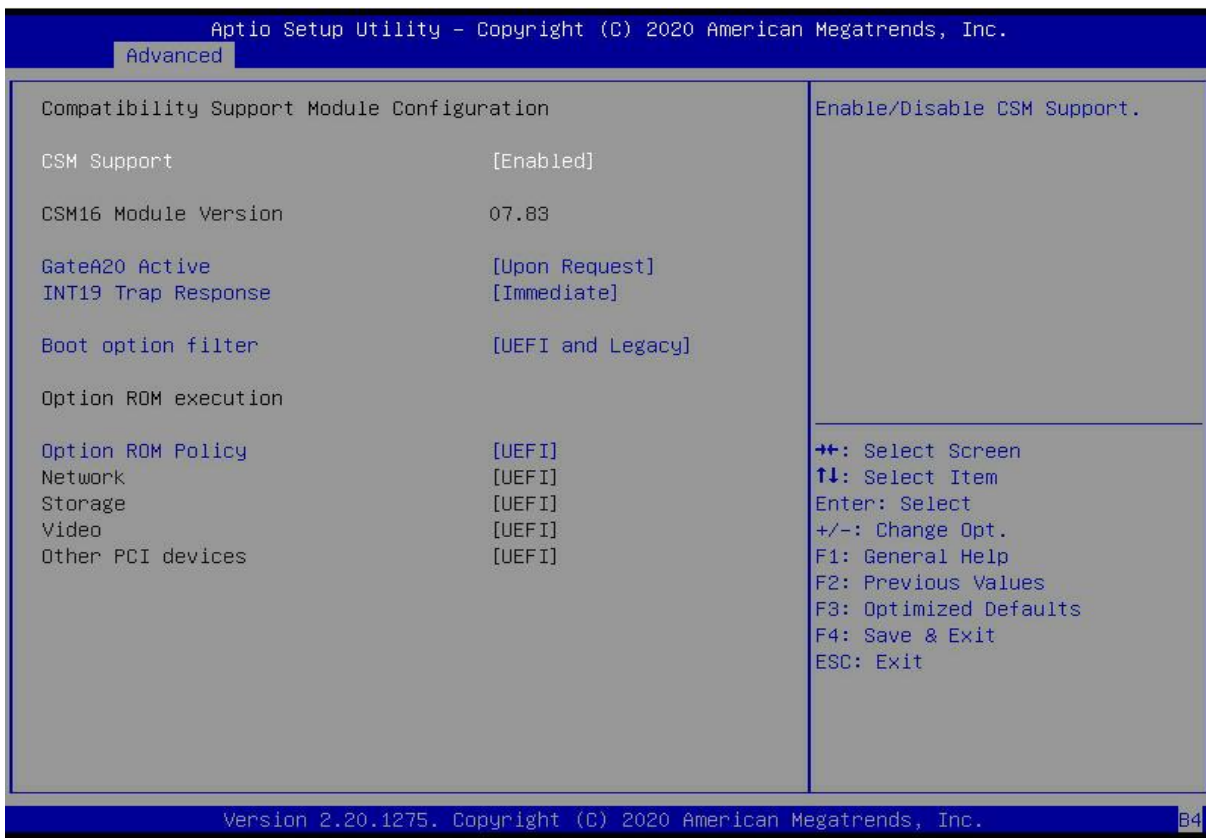 Aptio Setup Utility – Copyright (C) 2020 American Megatrends, Inc.
Advanced
Compatibility Support Module Configuration
CSM Support [Enabled]
CSM16 Module Version 07.83
GateA20 Active [Upon Request]
INT19 Trap Response [Immediate]
Boot option filter [UEFI and Legacy]
Option ROM execution
Option ROM Policy [UEFI]
Network [UEFI]
Storage [UEFI]
Video [UEFI]
Other PCI devices [UEFI]
Enable/Disable CSM Support.
→←: Select Screen
↑↓: Select Item
Enter: Select
+/-: Change Opt.
F1: General Help
F2: Previous Values
F3: Optimized Defaults
F4: Save & Exit
ESC: Exit
Version 2.20.1275. Copyright (C) 2020 American Megatrends, Inc.
B4